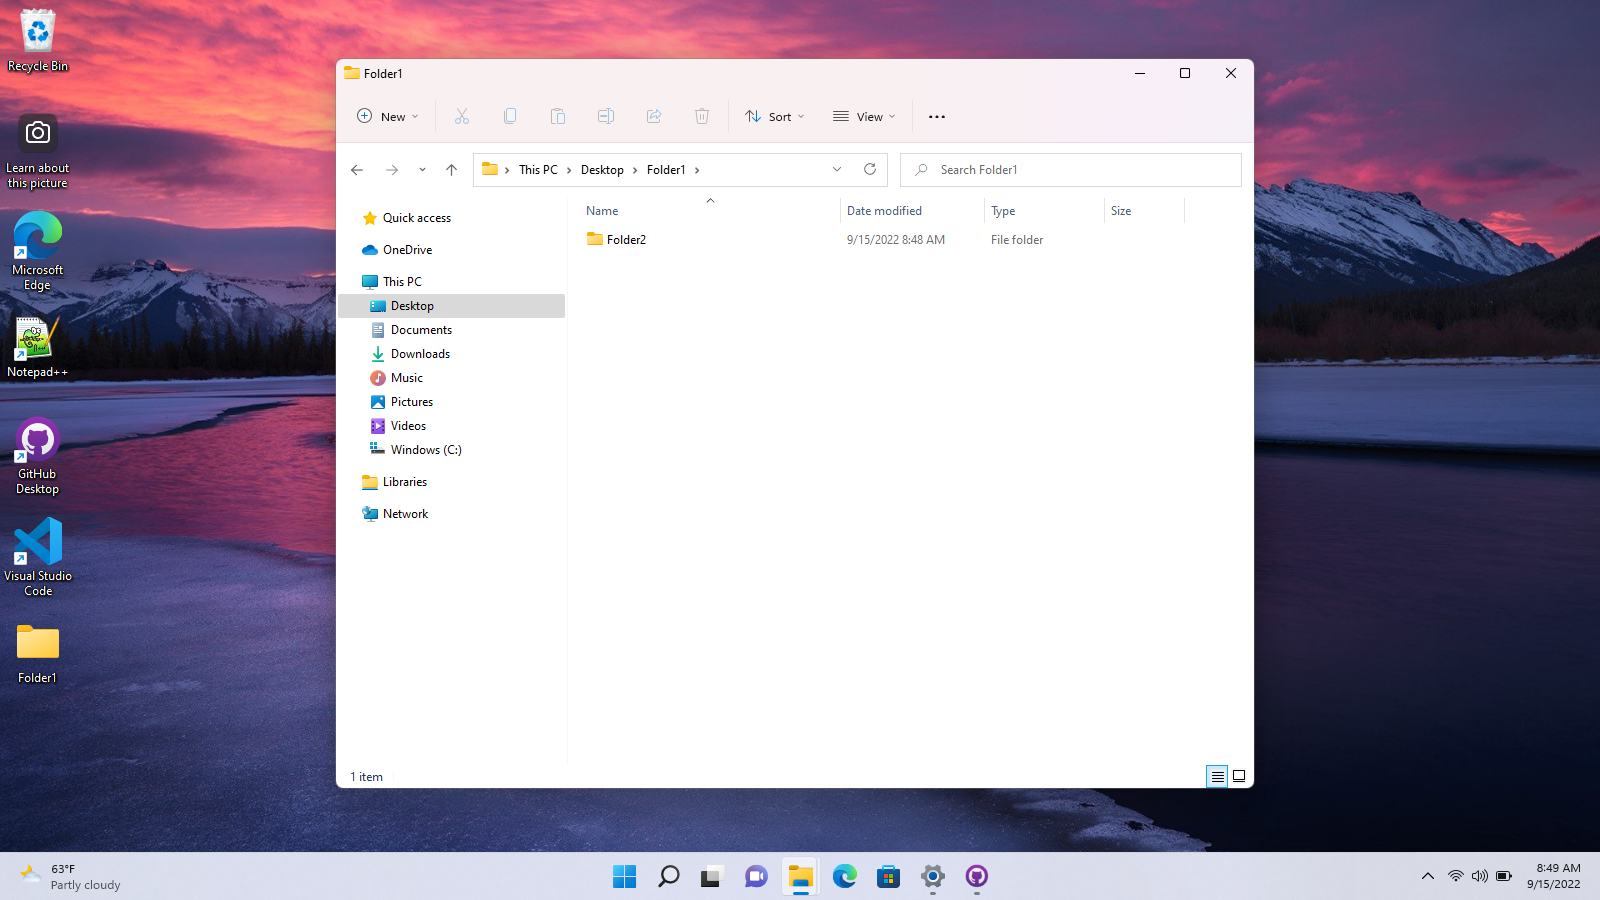 Recycle Bin
Learn about
this picture
Microsoft
Edge
Notepad++
GitHub
Desktop
Visual Studio
Code
Folder1
Folder1
New
Sort
View
This PC
Desktop
Folder1
Search Folder1
Quick access
OneDrive
This PC
Desktop
Documents
Downloads
Music
Pictures
Videos
Windows (C:)
Libraries
Network
Name Date modified Type Size
Folder2 9/15/2022 8:48 AM File folder
1 item
63°F
Partly cloudy
8:49 AM
9/15/2022